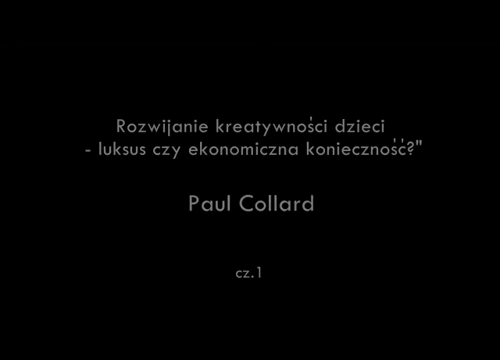 Rozwijanie kreatywności dzieci
- luksus czy ekonomiczna konieczność?"
Paul Collard
cz.1